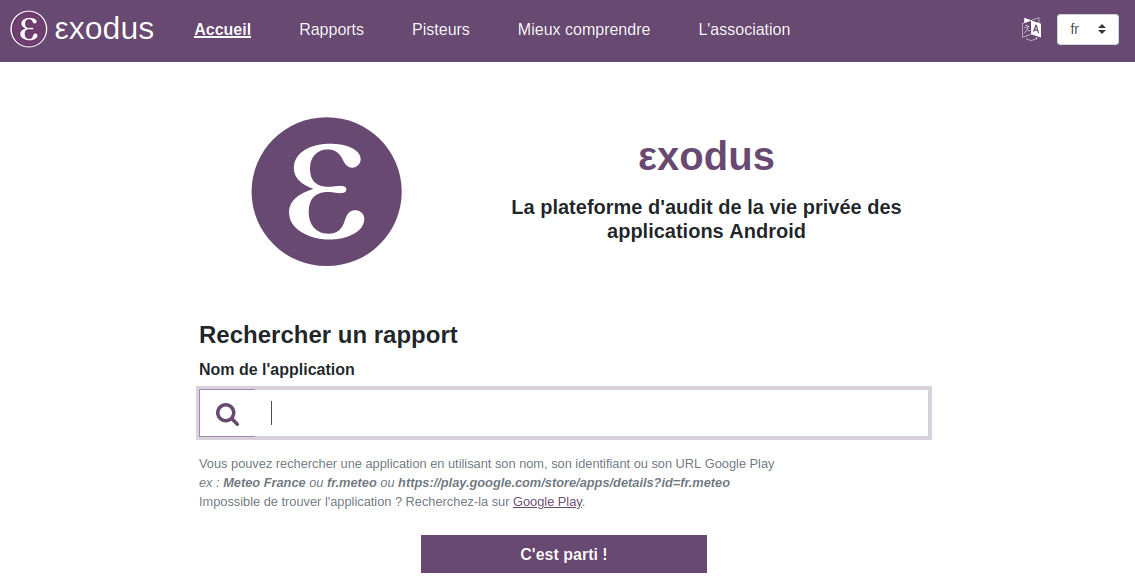 εxodus Accueil Rapports Pisteurs Mieux comprendre L'association fr
εxodus
La plateforme d'audit de la vie privée des
applications Android
Rechercher un rapport
Nom de l'application
Vous pouvez rechercher une application en utilisant son nom, son identifiant ou son URL Google Play
ex : Meteo France ou fr.meteo ou https://play.google.com/store/apps/details?id=fr.meteo
Impossible de trouver l'application ? Recherchez-la sur Google Play.
C'est parti !